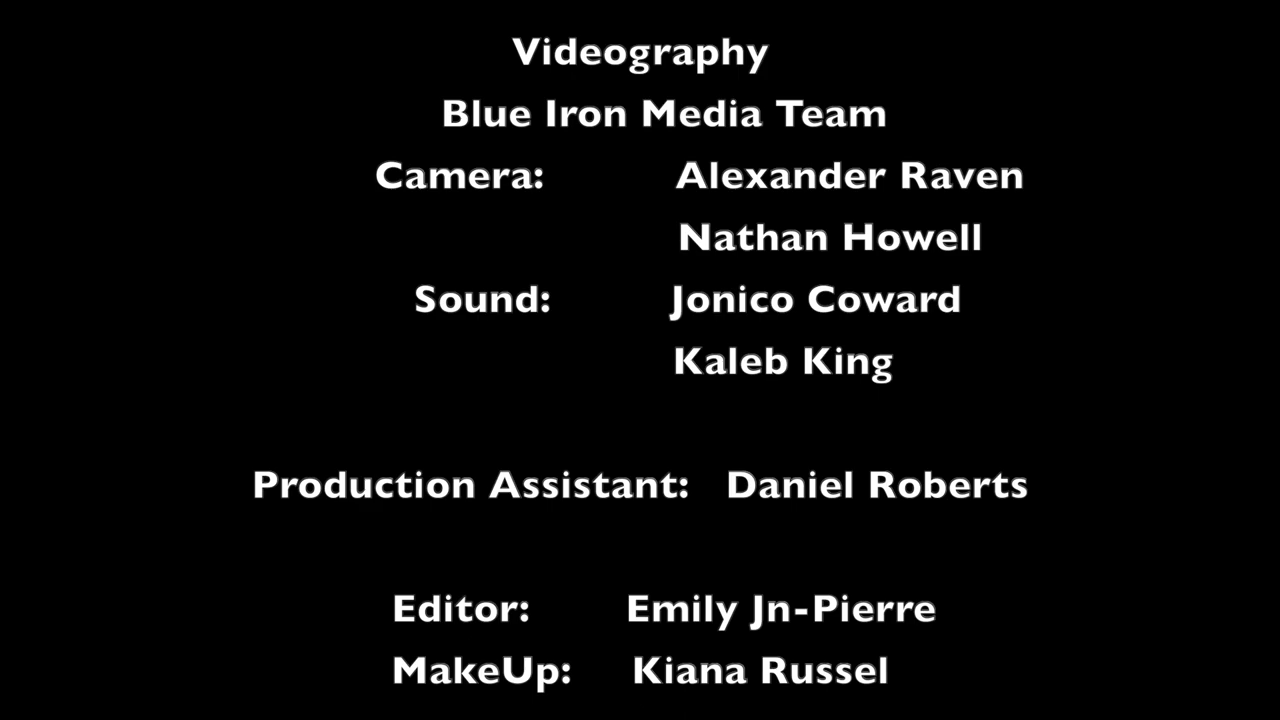 Videography
Blue Iron Media Team
Camera: Alexander Raven
Nathan Howell
Sound: Jonico Coward
Kaleb King
Production Assistant: Daniel Roberts
Editor: Emily Jn-Pierre
MakeUp: Kiana Russel